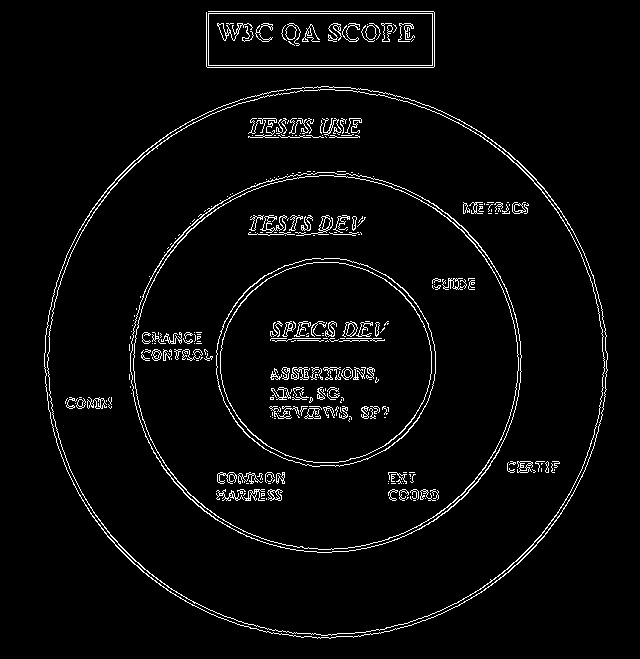 W3C QA SCOPE
TESTS USE
METRICS
TESTS DEV
GUIDE
SPECS DEV
CHANGE
CONTROL
ASSERTIONS,
XML, SG,
REVIEWS, SP?
COMM
CERTIF
COMMON
HARNESS
EXT
COORD